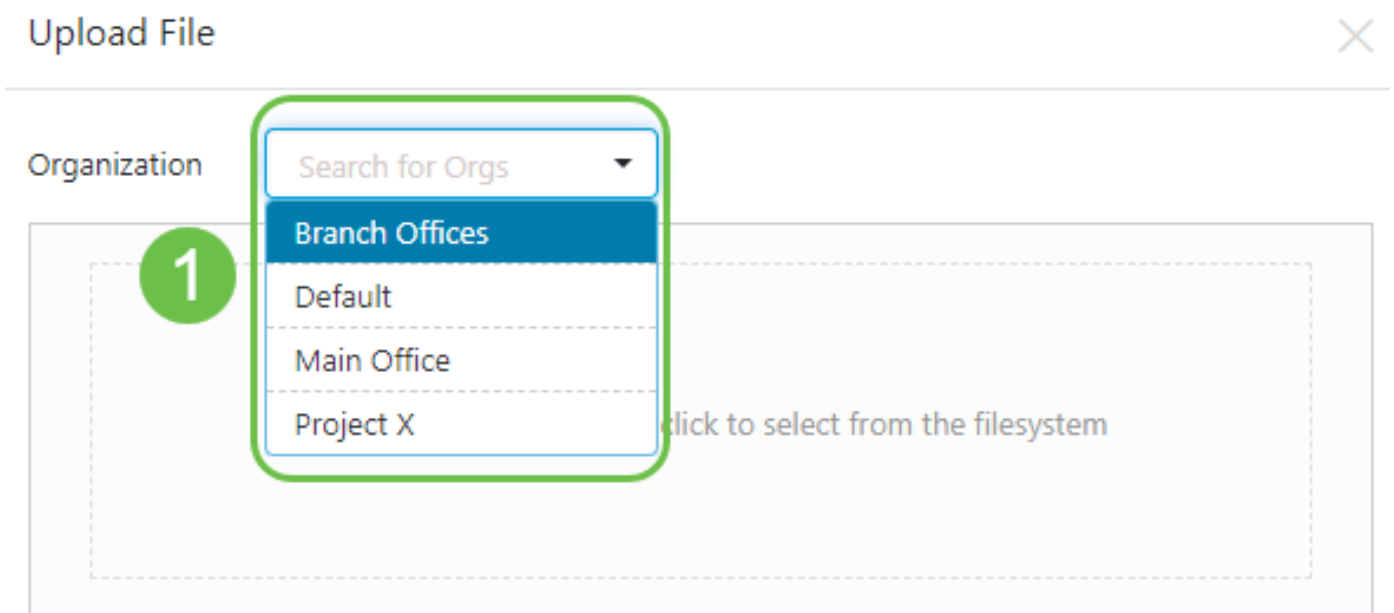 Upload File
Organization
Search for Orgs
Branch Offices
1
Default
Main Office
Project X
click to select from the filesystem